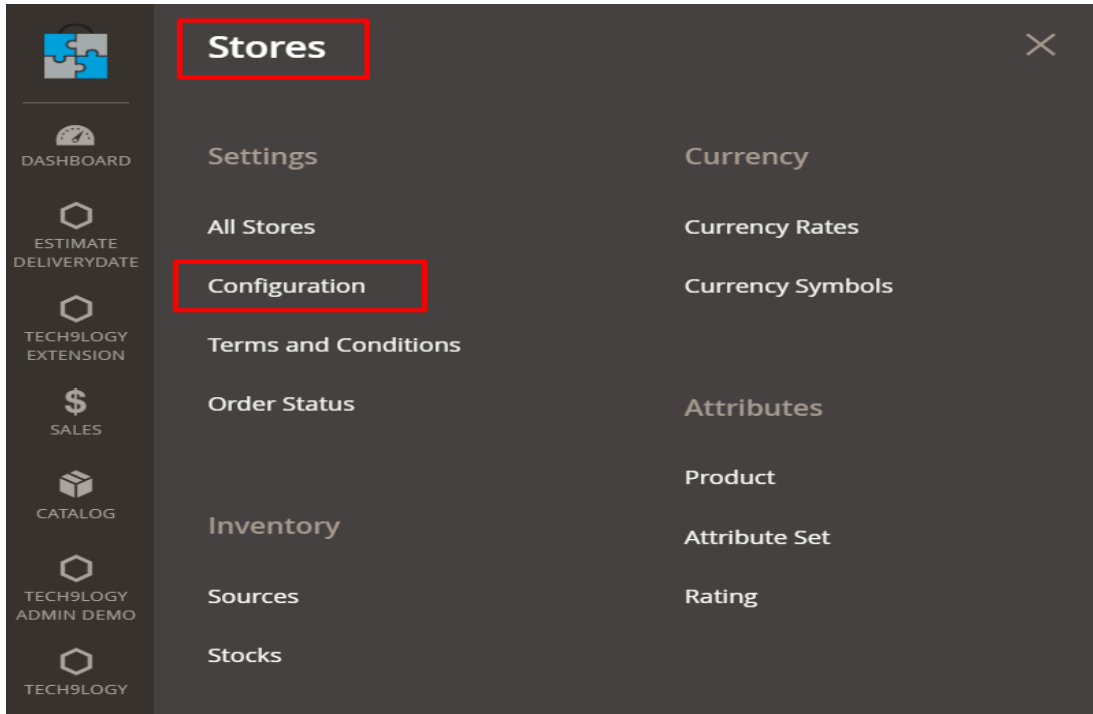 Stores
DASHBOARD
ESTIMATE
DELIVERYDATE
TECH9LOGY
EXTENSION
SALES
CATALOG
TECH9LOGY
ADMIN DEMO
TECH9LOGY
Settings
All Stores
Configuration
Terms and Conditions
Order Status
Inventory
Sources
Stocks
Currency
Currency Rates
Currency Symbols
Attributes
Product
Attribute Set
Rating